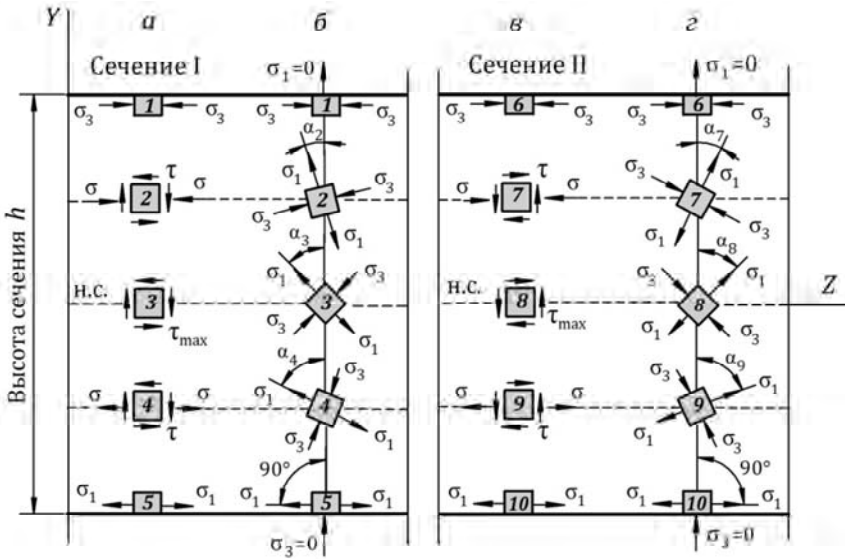 Y а б в г
Сечение I σ₁=0 Сечение II σ₁=0
σ₃ 1 σ₃ σ₃ 1 σ₃ σ₃ 6 σ₃ σ₃ 6 σ₃
α₂ α₇
τ σ₁ σ₃ τ σ₃ σ₁
σ 2 σ 2 σ 7 σ 7
σ₃ σ₁ σ₁ σ₃
α₃ α₈
н.с. σ₁ σ₃ н.с. σ₃ σ₁
3 3 8 8 Z
τmax σ₃ σ₁ τmax σ₁ σ₃
α₄ α₉
σ₁ σ₃ σ₃ σ₁
σ 4 σ 4 σ 9 σ 9
τ σ₃ σ₁ τ σ₁ σ₃
90° 90°
σ₁ 5 σ₁ σ₁ 5 σ₁ σ₁ 10 σ₁ σ₁ 10 σ₁
σ₃=0 σ₃=0
Высота сечения h